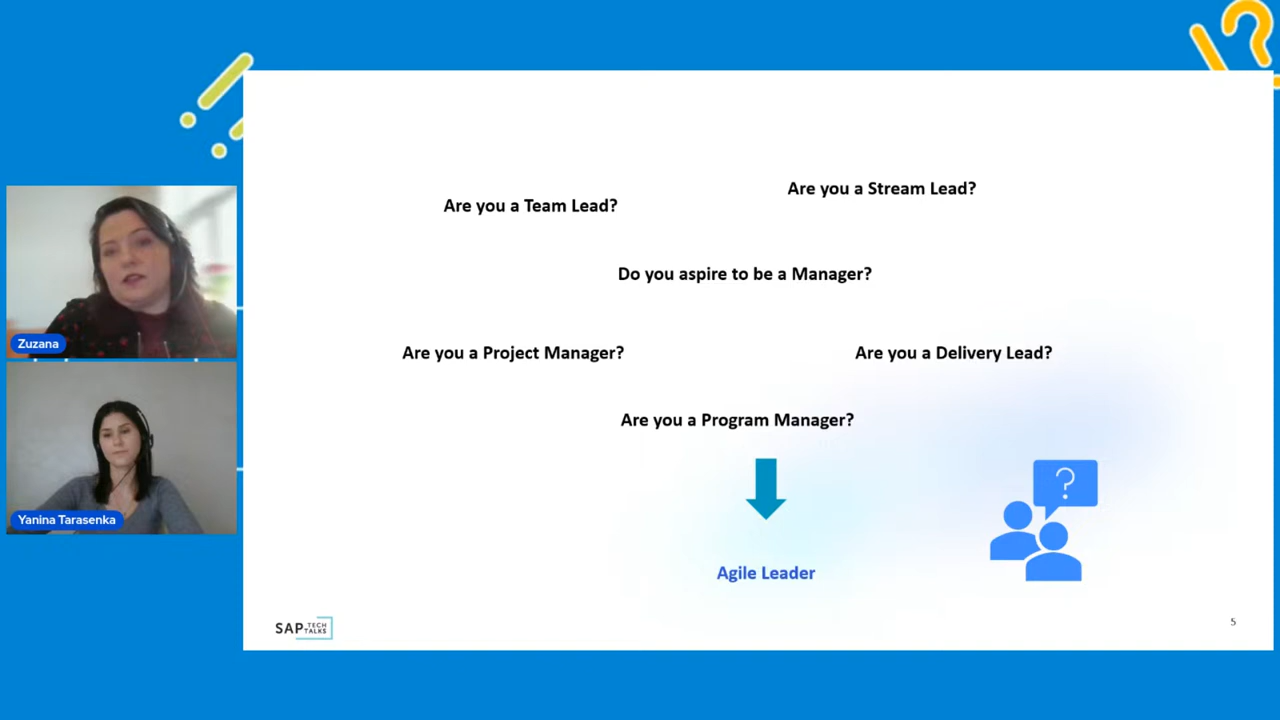 Are you a Stream Lead?
Are you a Team Lead?
Do you aspire to be a Manager?
Are you a Project Manager?
Are you a Delivery Lead?
Are you a Program Manager?
?
Agile Leader
SAP TECH
TALKS
5
Zuzana
Yanina Tarasenka